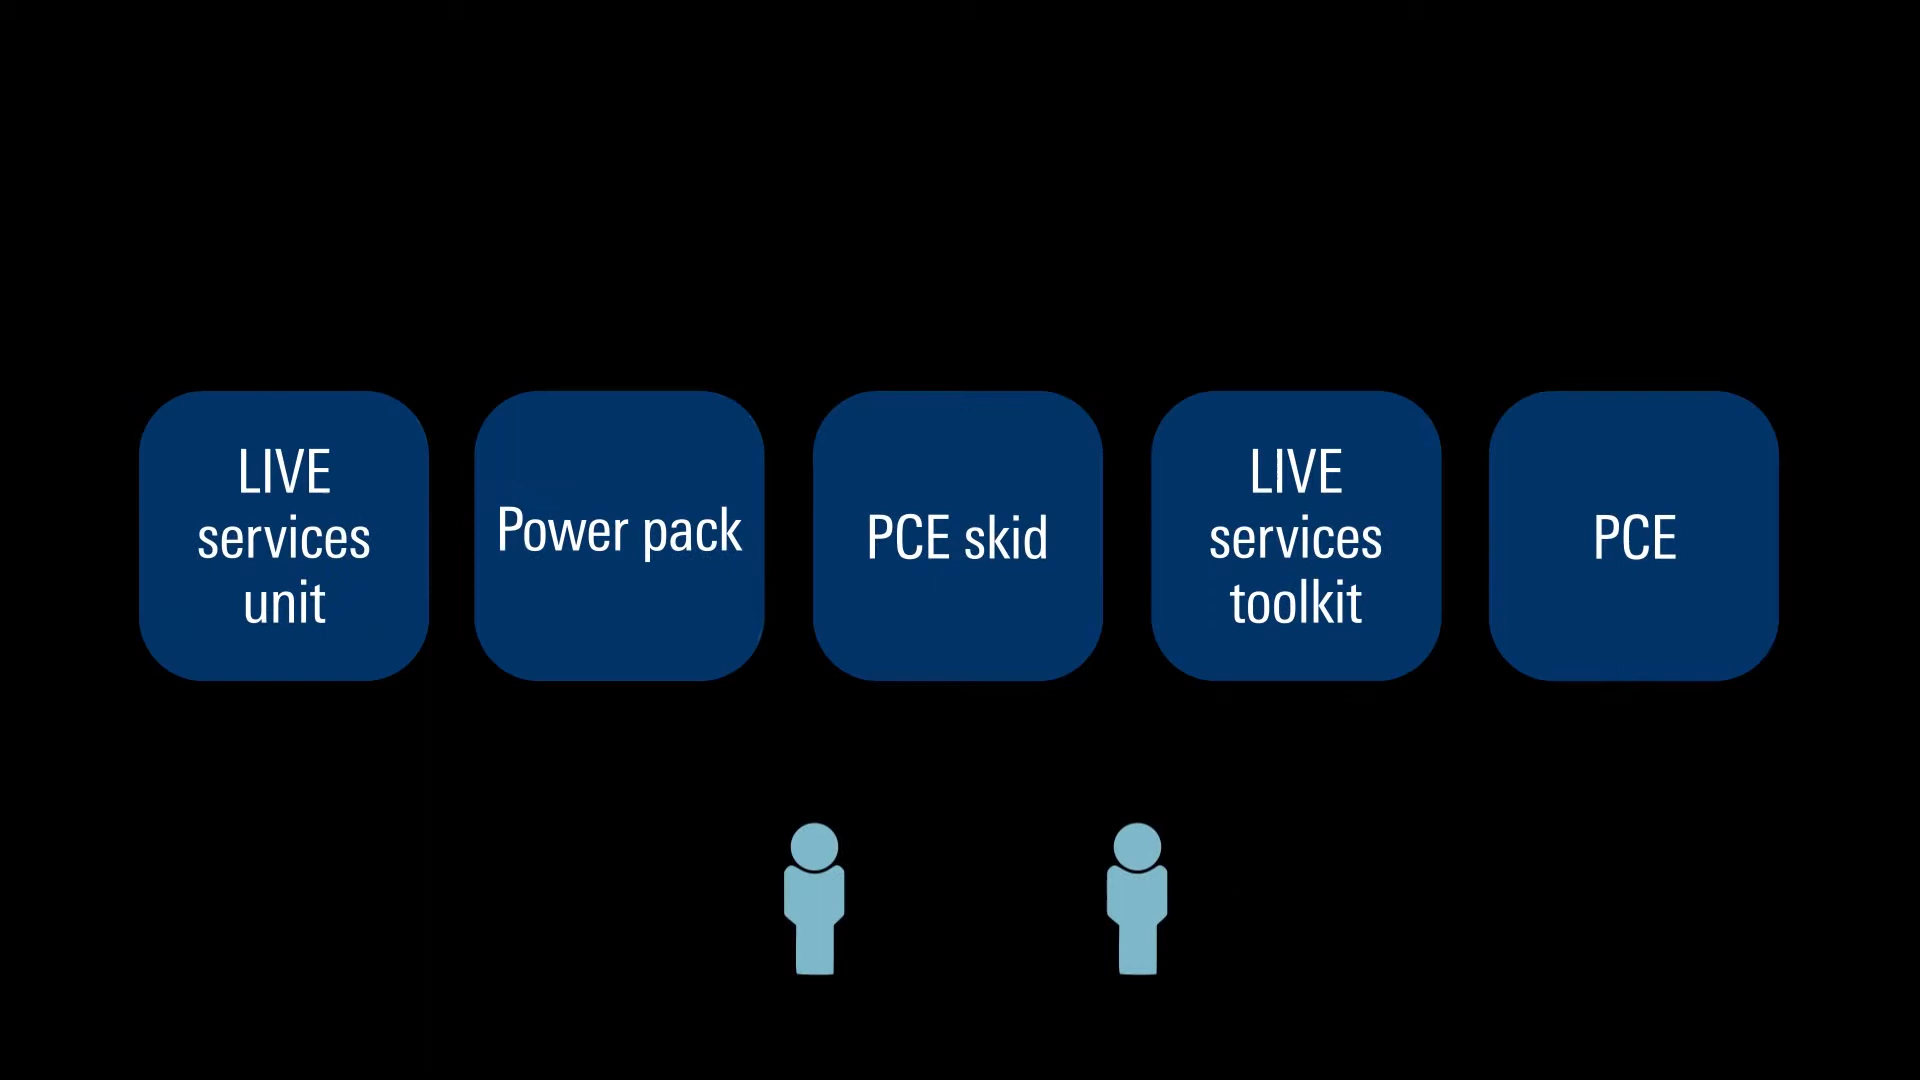 LIVE
services
unit
Power pack
PCE skid
LIVE
services
toolkit
PCE